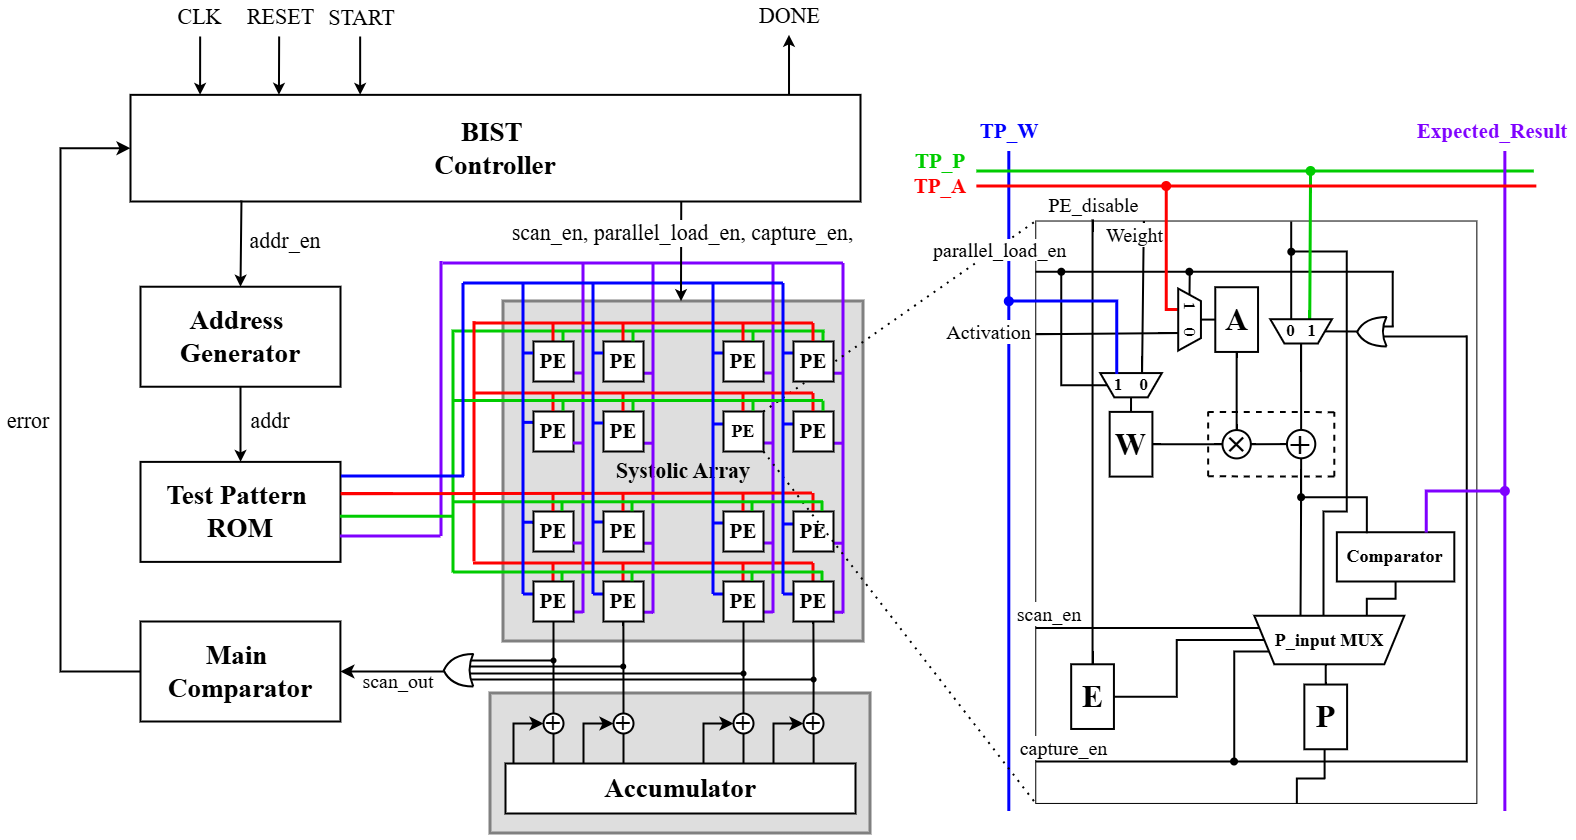 CLK RESET START DONE
BIST
Controller
addr_en
scan_en, parallel_load_en, capture_en,
Address
Generator
addr
error
Test Pattern
ROM
PE PE PE PE
PE PE PE PE
Systolic Array
PE PE PE PE
PE PE PE PE
Main
Comparator
scan_out
Accumulator
TP_W
Expected_Result
TP_P
TP_A
PE_disable
Weight
parallel_load_en
1 0
A
0 1
Activation
1 0
W
Comparator
scan_en
P_input MUX
E
P
capture_en